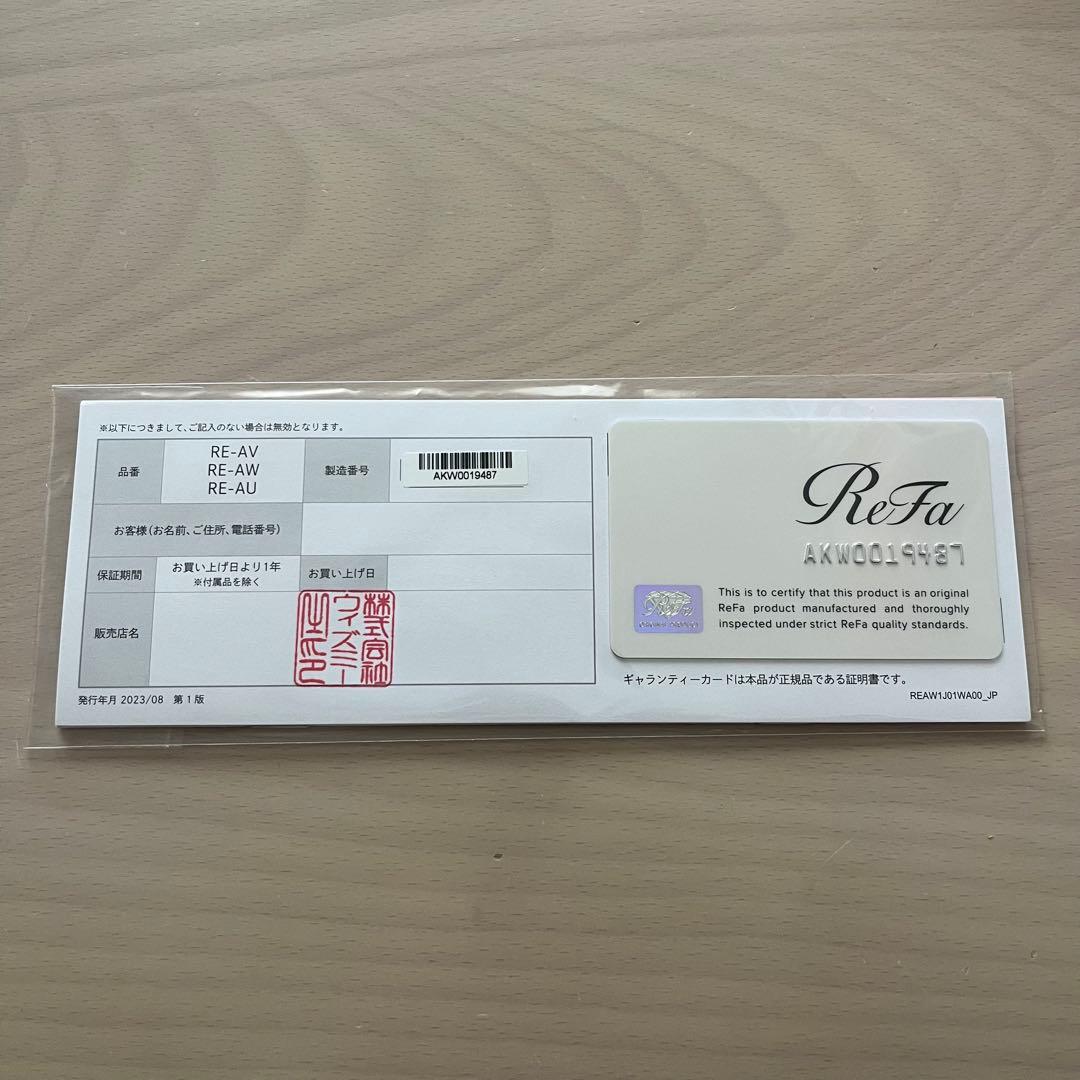 ※以下につきまして、ご記入のない場合は無効となります。
品番
RE-AV
RE-AW
RE-AU
製造番号
AKW0019487
お客様(お名前、ご住所、電話番号)
保証期間
お買い上げ日より1年
※付属品を除く
お買い上げ日
販売店名
株式会社
ウィズミー
之印
発行年月 2023/08 第1版
ReFa
AKW0019487
ReFa
This is to certify that this product is an original
ReFa product manufactured and thoroughly
inspected under strict ReFa quality standards.
ギャランティーカードは本品が正規品である証明書です。
REAW1J01WA00_JP